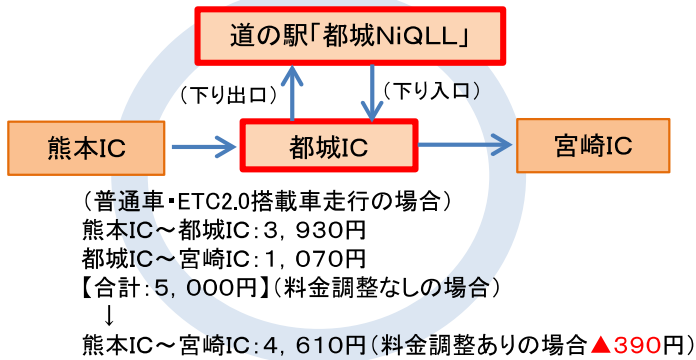 道の駅「都城NiQLL」
（下り出口）
（下り入口）
熊本IC
都城IC
宮崎IC
（普通車・ETC2.0搭載車走行の場合）
熊本IC～都城IC：３，９３０円
都城IC～宮崎IC：１，０７０円
【合計：５，０００円】（料金調整なしの場合）
↓
熊本IC～宮崎IC：４，６１０円（料金調整ありの場合▲390円）